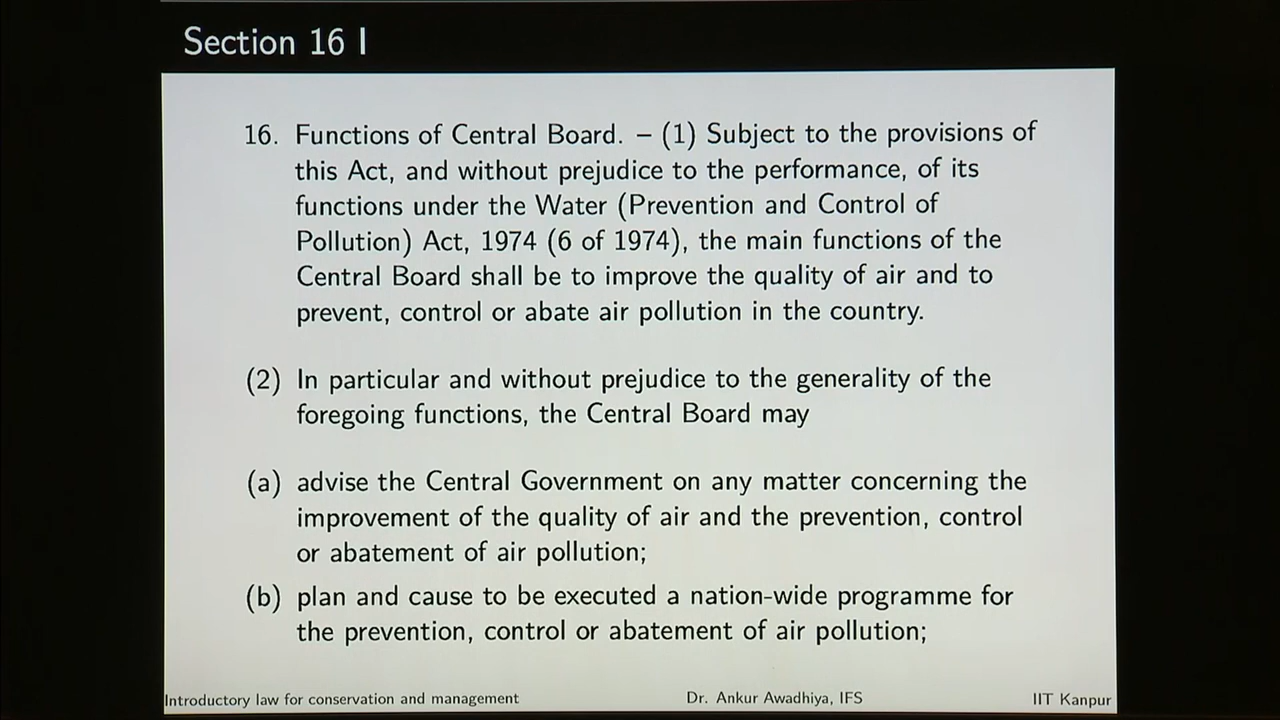 Section 16 I
16. Functions of Central Board. – (1) Subject to the provisions of
this Act, and without prejudice to the performance, of its
functions under the Water (Prevention and Control of
Pollution) Act, 1974 (6 of 1974), the main functions of the
Central Board shall be to improve the quality of air and to
prevent, control or abate air pollution in the country.
(2) In particular and without prejudice to the generality of the
foregoing functions, the Central Board may
(a) advise the Central Government on any matter concerning the
improvement of the quality of air and the prevention, control
or abatement of air pollution;
(b) plan and cause to be executed a nation-wide programme for
the prevention, control or abatement of air pollution;
Introductory law for conservation and management Dr. Ankur Awadhiya, IFS IIT Kanpur